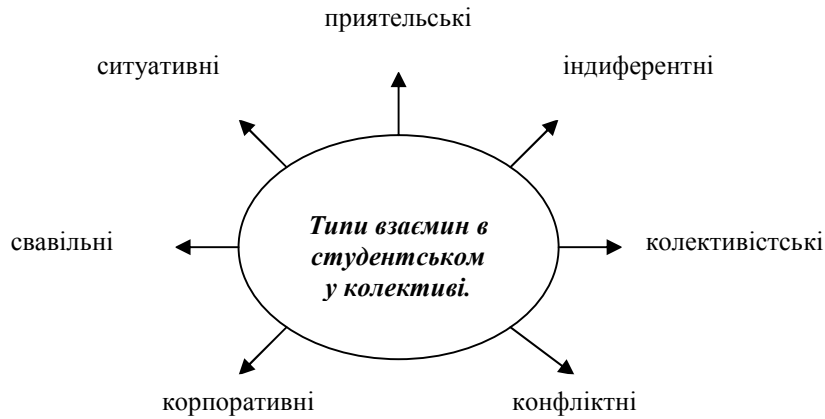 приятельські
ситуативні
індиферентні
Типи взаємин в
студентськом
у колективі.
свавільні
колективістські
корпоративні
конфліктні